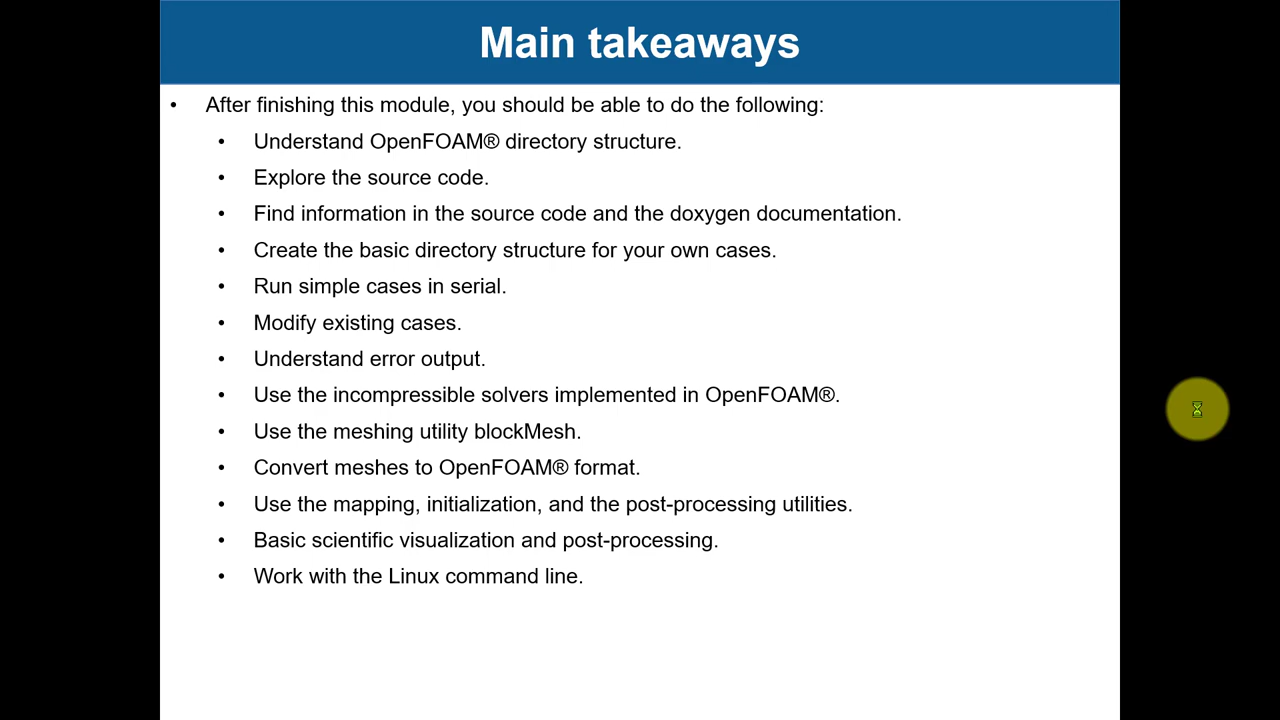 Main takeaways
• After finishing this module, you should be able to do the following:
• Understand OpenFOAM® directory structure.
• Explore the source code.
• Find information in the source code and the doxygen documentation.
• Create the basic directory structure for your own cases.
• Run simple cases in serial.
• Modify existing cases.
• Understand error output.
• Use the incompressible solvers implemented in OpenFOAM®.
• Use the meshing utility blockMesh.
• Convert meshes to OpenFOAM® format.
• Use the mapping, initialization, and the post-processing utilities.
• Basic scientific visualization and post-processing.
• Work with the Linux command line.